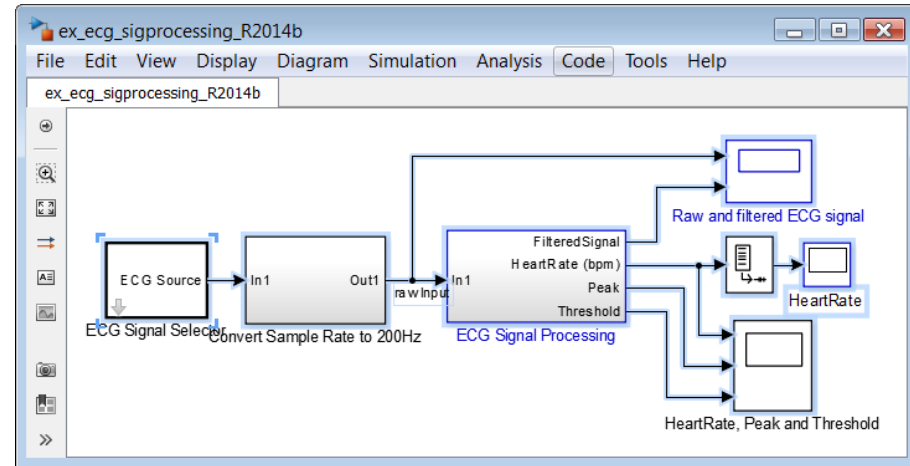 ex_ecg_sigprocessing_R2014b
File Edit View Display Diagram Simulation Analysis Code Tools Help
ex_ecg_sigprocessing_R2014b
Raw and filtered ECG signal
ECG Source
In1
Out1
rawInput
In1
FilteredSignal
HeartRate (bpm)
Peak
Threshold
HeartRate
ECG Signal Selector
Convert Sample Rate to 200Hz
ECG Signal Processing
HeartRate, Peak and Threshold